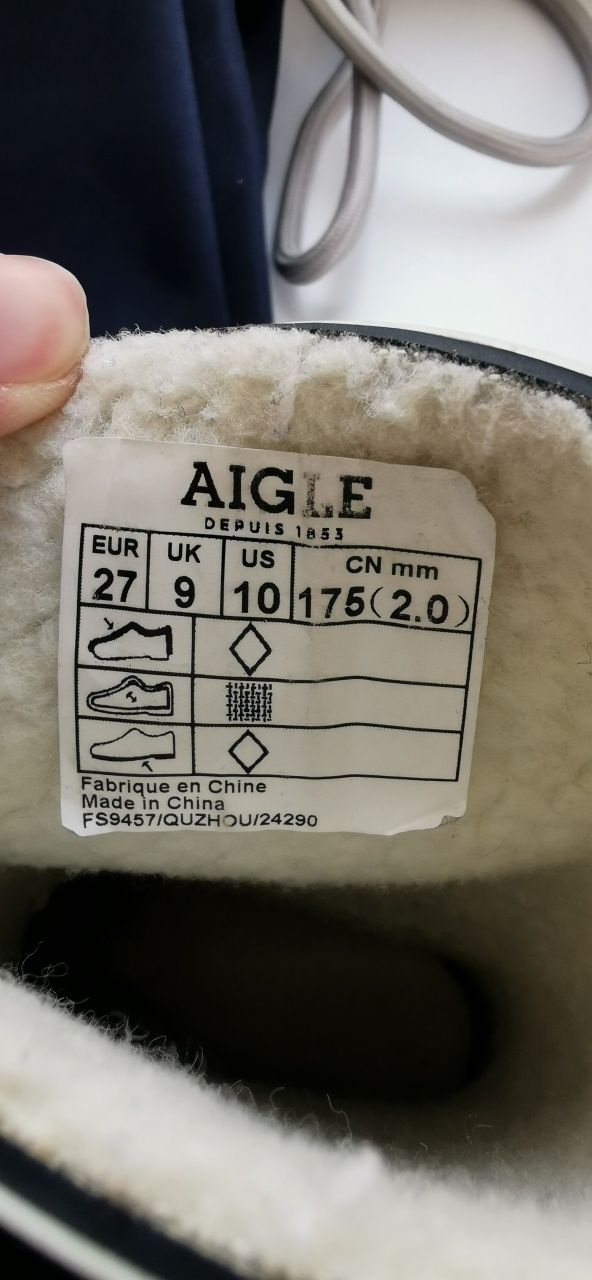 AIGLE
DEPUIS 1853
EUR UK US CN mm
27 9 10 175(2.0)
Fabrique en Chine
Made in China
FS9457/QUZHOU/24290